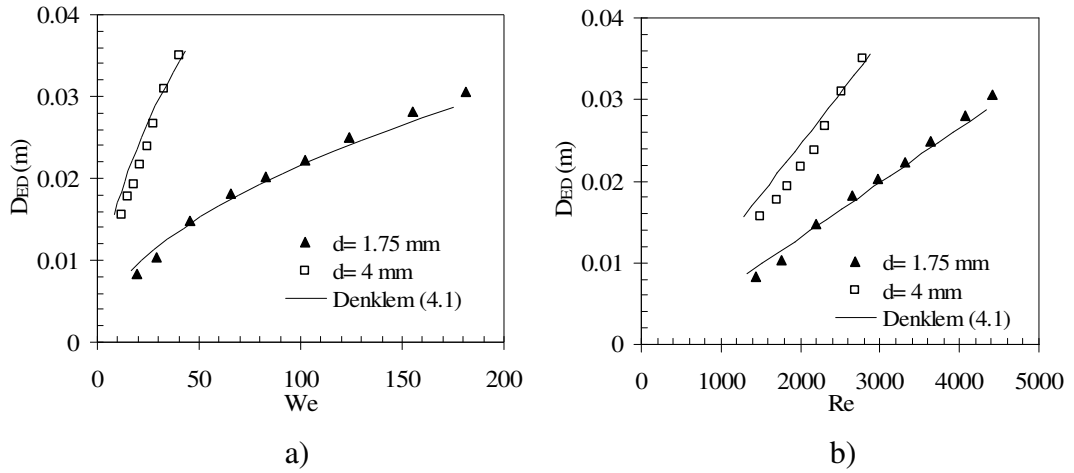 0.04
0.03
0.02
0.01
0
D_ED (m)
0 50 100 150 200
We
▲ d= 1.75 mm
□ d= 4 mm
Denklem (4.1)
a)
0.04
0.03
0.02
0.01
0
D_ED (m)
0 1000 2000 3000 4000 5000
Re
▲ d= 1.75 mm
□ d= 4 mm
Denklem (4.1)
b)